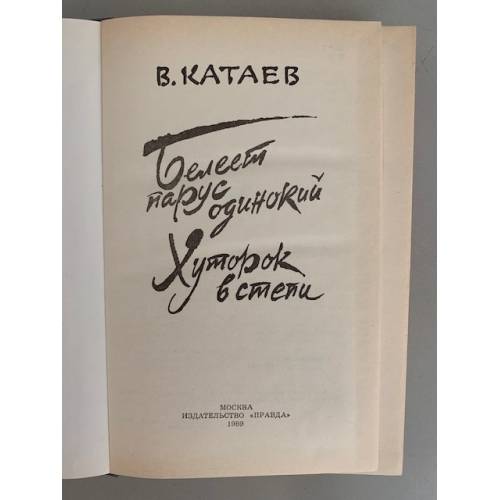 В. КАТАЕВ
Белеет
парус
одинокий
Хуторок
в степи
МОСКВА
ИЗДАТЕЛЬСТВО «ПРАВДА»
1989